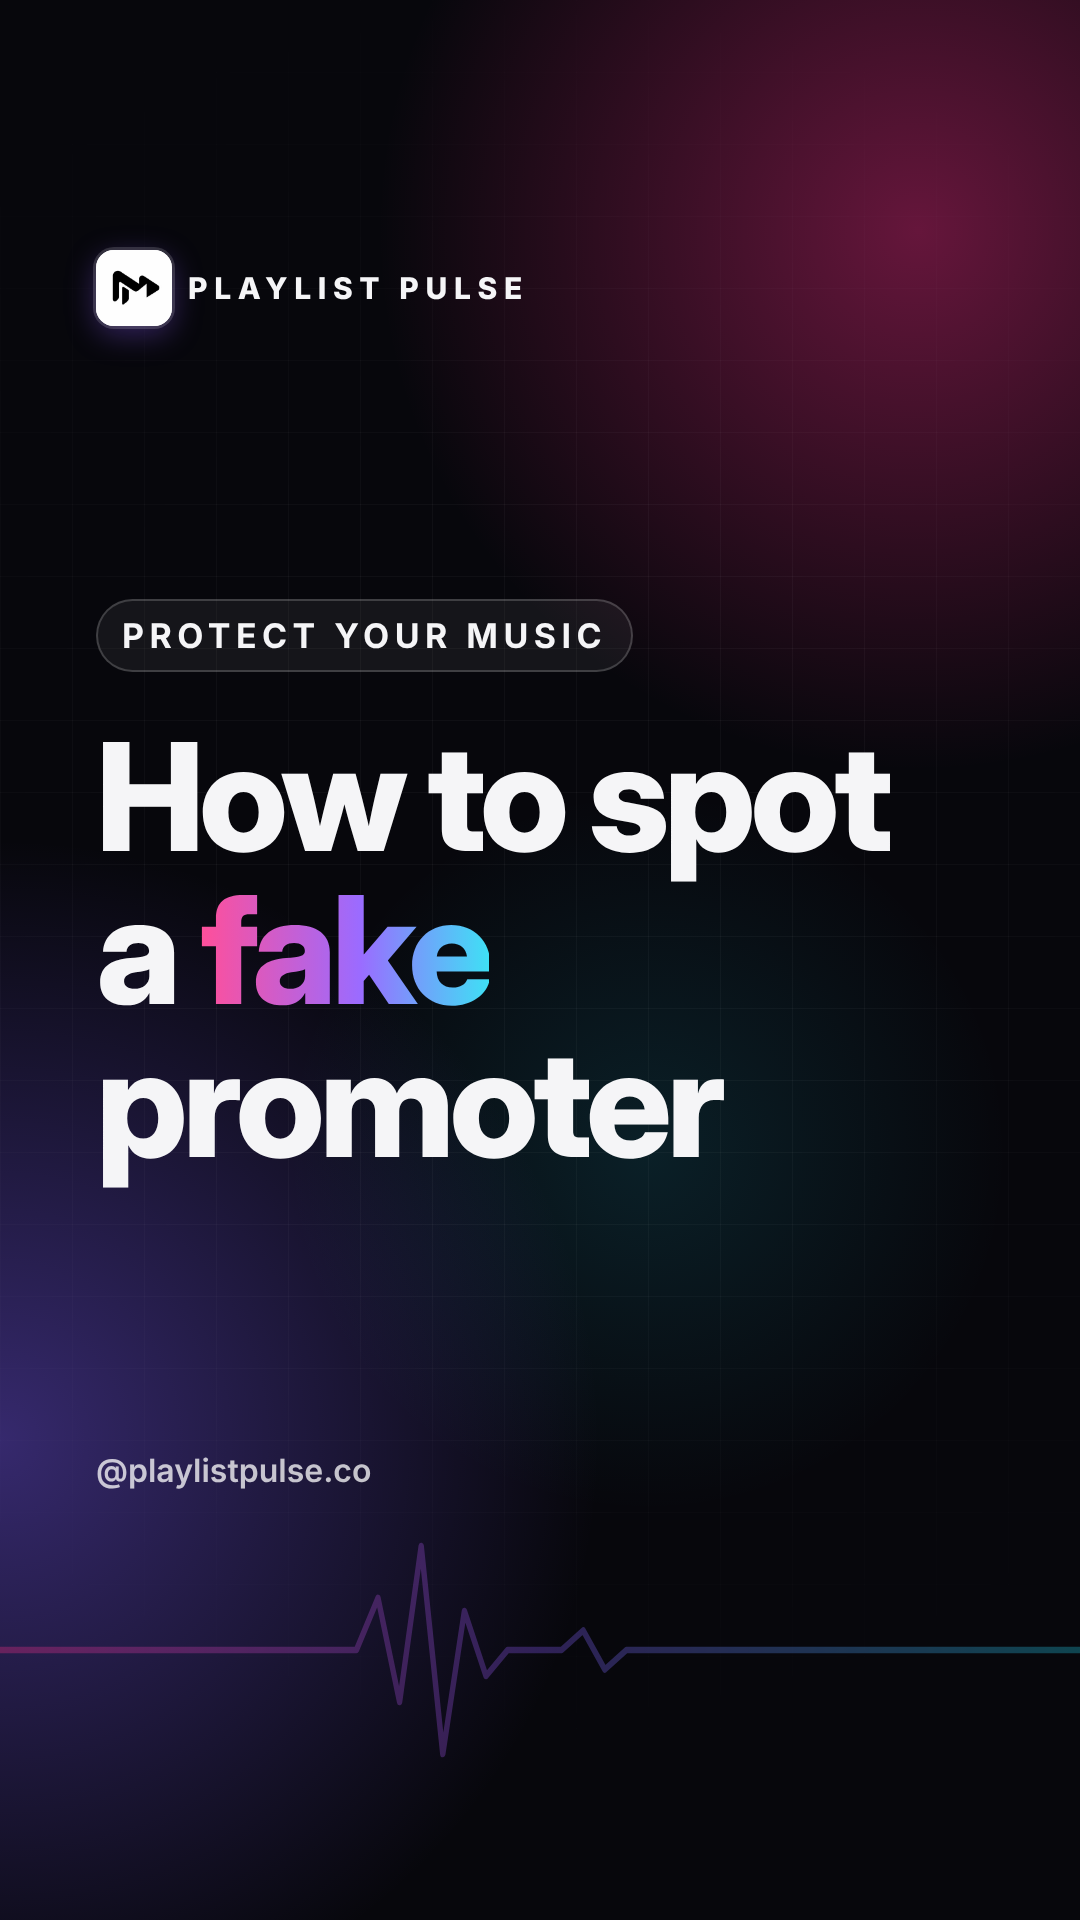 PLAYLIST PULSE
PROTECT YOUR MUSIC
How to spot
a fake
promoter
@playlistpulse.co